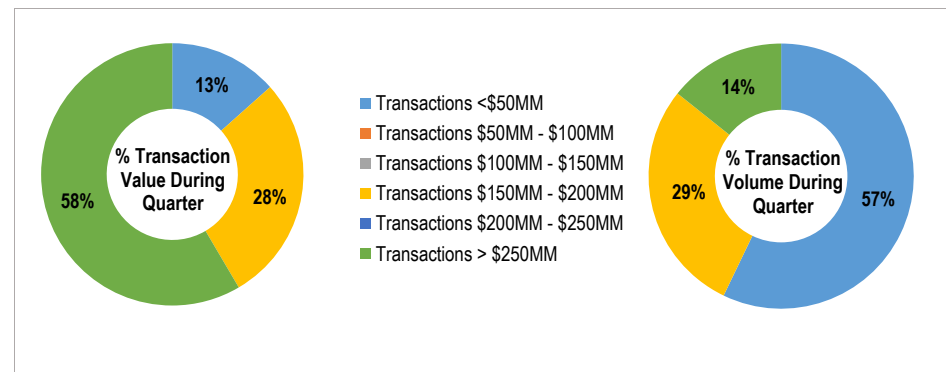 13%
28%
58%
% Transaction
Value During
Quarter
Transactions <$50MM
Transactions $50MM - $100MM
Transactions $100MM - $150MM
Transactions $150MM - $200MM
Transactions $200MM - $250MM
Transactions > $250MM
14%
29%
57%
% Transaction
Volume During
Quarter